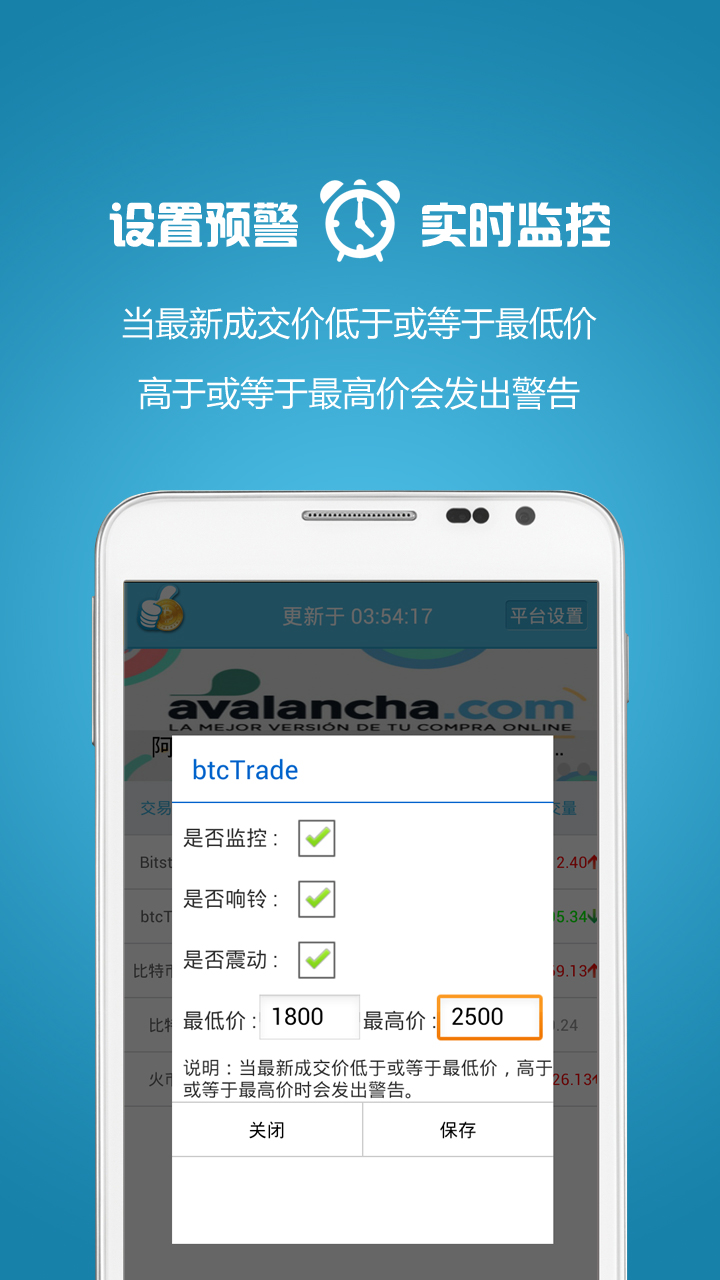 设置预警 实时监控
当最新成交价低于或等于最低价
高于或等于最高价会发出警告
更新于 03:54:17 平台设置
avalancha.com
LA MEJOR VERSIÓN DE TU COMPRA ONLINE
阿 ..
btcTrade
交易 交量
是否监控：
Bitst 2.40
是否响铃：
btcT 05.34
是否震动：
比特币 59.13
最低价：1800 最高价：2500
比特 .24
说明：当最新成交价低于或等于最低价，高于
或等于最高价时会发出警告。
火币 26.13
关闭 保存